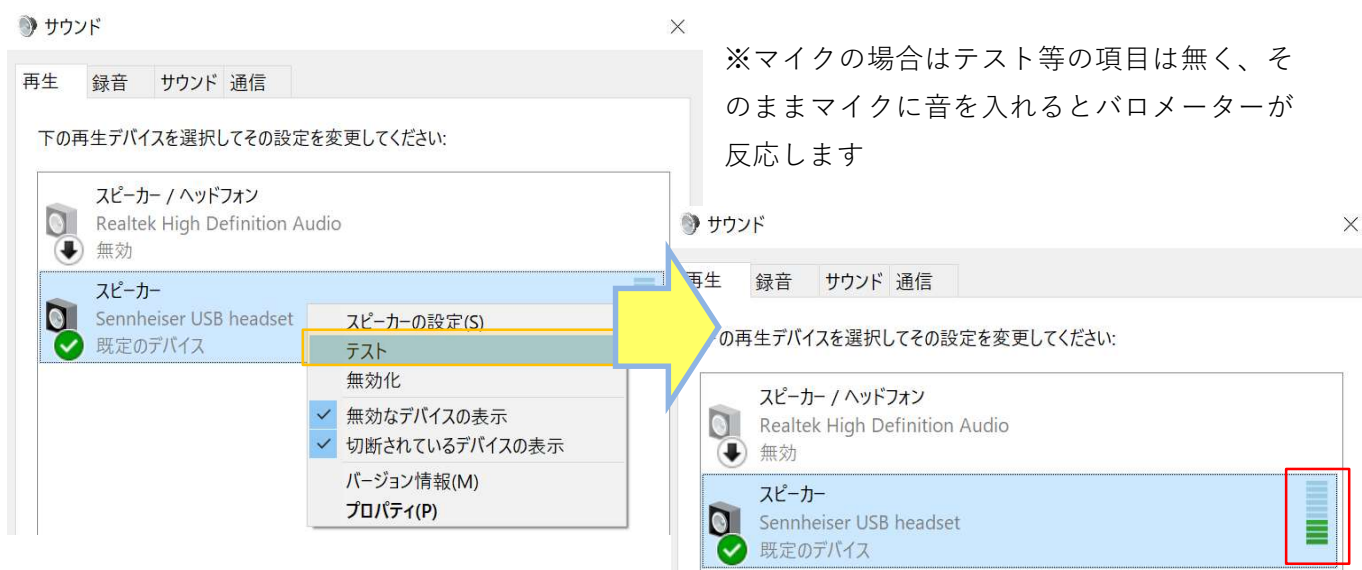 サウンド
再生 録音 サウンド 通信
下の再生デバイスを選択してその設定を変更してください:
スピーカー / ヘッドフォン
Realtek High Definition Audio
無効
スピーカー
Sennheiser USB headset
既定のデバイス
スピーカーの設定(S)
テスト
無効化
無効なデバイスの表示
切断されているデバイスの表示
バージョン情報(M)
プロパティ(P)
※マイクの場合はテスト等の項目は無く、そ
のままマイクに音を入れるとバロメーターが
反応します
サウンド
再生 録音 サウンド 通信
の再生デバイスを選択してその設定を変更してください:
スピーカー / ヘッドフォン
Realtek High Definition Audio
無効
スピーカー
Sennheiser USB headset
既定のデバイス